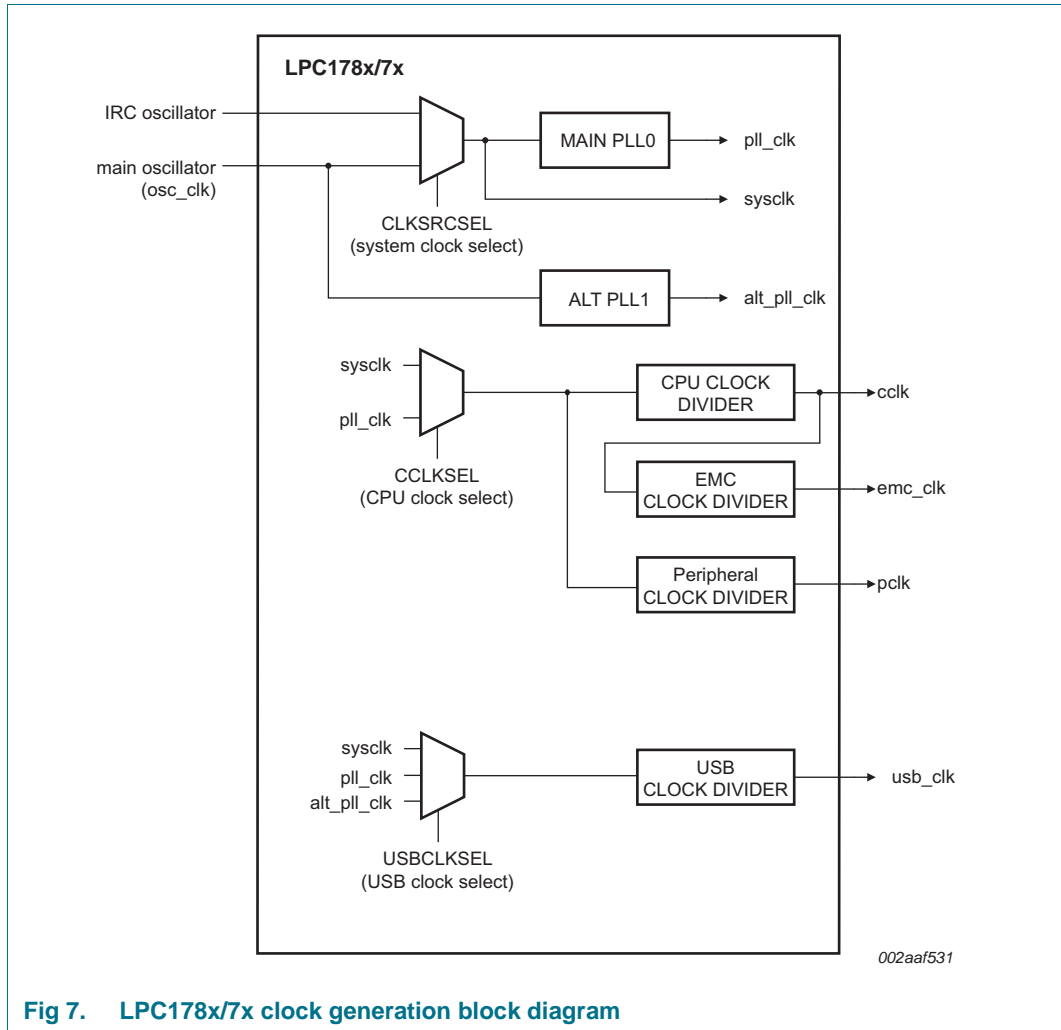 LPC178x/7x
IRC oscillator
MAIN PLL0
pll_clk
main oscillator
(osc_clk)
sysclk
CLKSRCSEL
(system clock select)
ALT PLL1
alt_pll_clk
sysclk
CPU CLOCK
DIVIDER
cclk
pll_clk
CCLKSEL
(CPU clock select)
EMC
CLOCK DIVIDER
emc_clk
Peripheral
CLOCK DIVIDER
pclk
sysclk
pll_clk
alt_pll_clk
USB
CLOCK DIVIDER
usb_clk
USBCLKSEL
(USB clock select)
002aaf531
Fig 7. LPC178x/7x clock generation block diagram